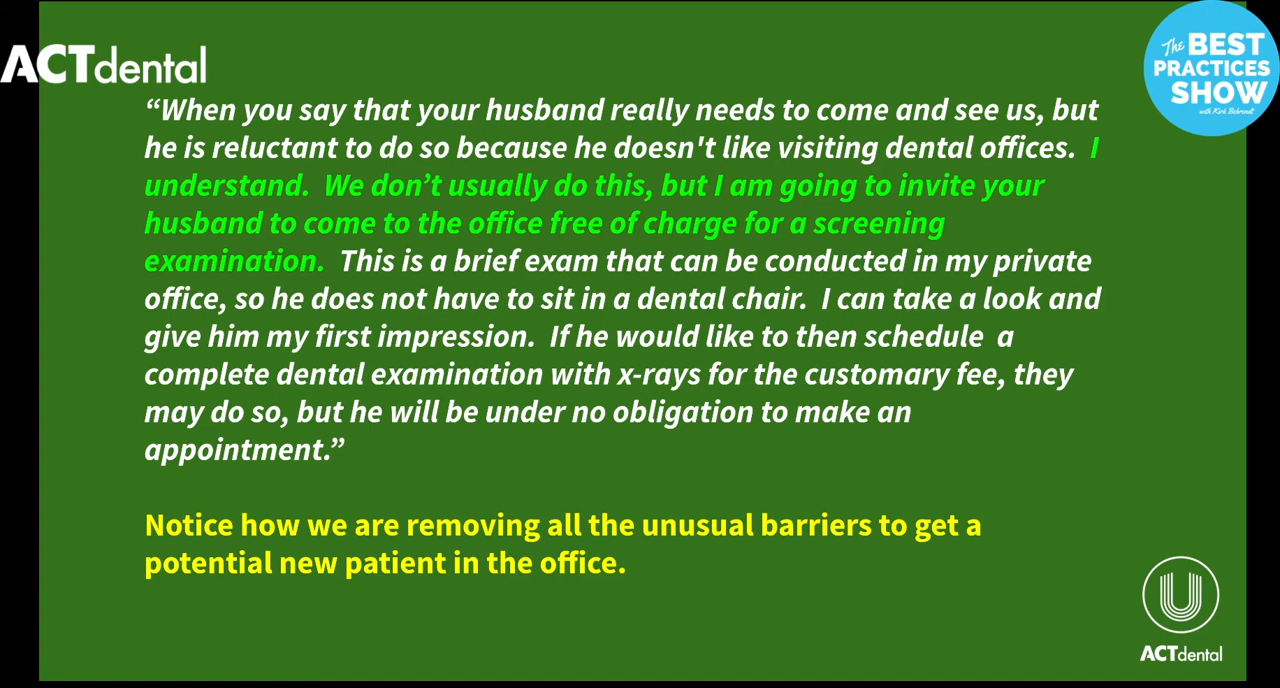 ACTdental
The BEST
PRACTICES
SHOW
with Kirk Behrendt
“When you say that your husband really needs to come and see us, but
he is reluctant to do so because he doesn't like visiting dental offices.  I
understand.  We don’t usually do this, but I am going to invite your
husband to come to the office free of charge for a screening
examination.  This is a brief exam that can be conducted in my private
office, so he does not have to sit in a dental chair.  I can take a look and
give him my first impression.  If he would like to then schedule  a
complete dental examination with x-rays for the customary fee, they
may do so, but he will be under no obligation to make an
appointment.”
Notice how we are removing all the unusual barriers to get a
potential new patient in the office.
U
ACTdental